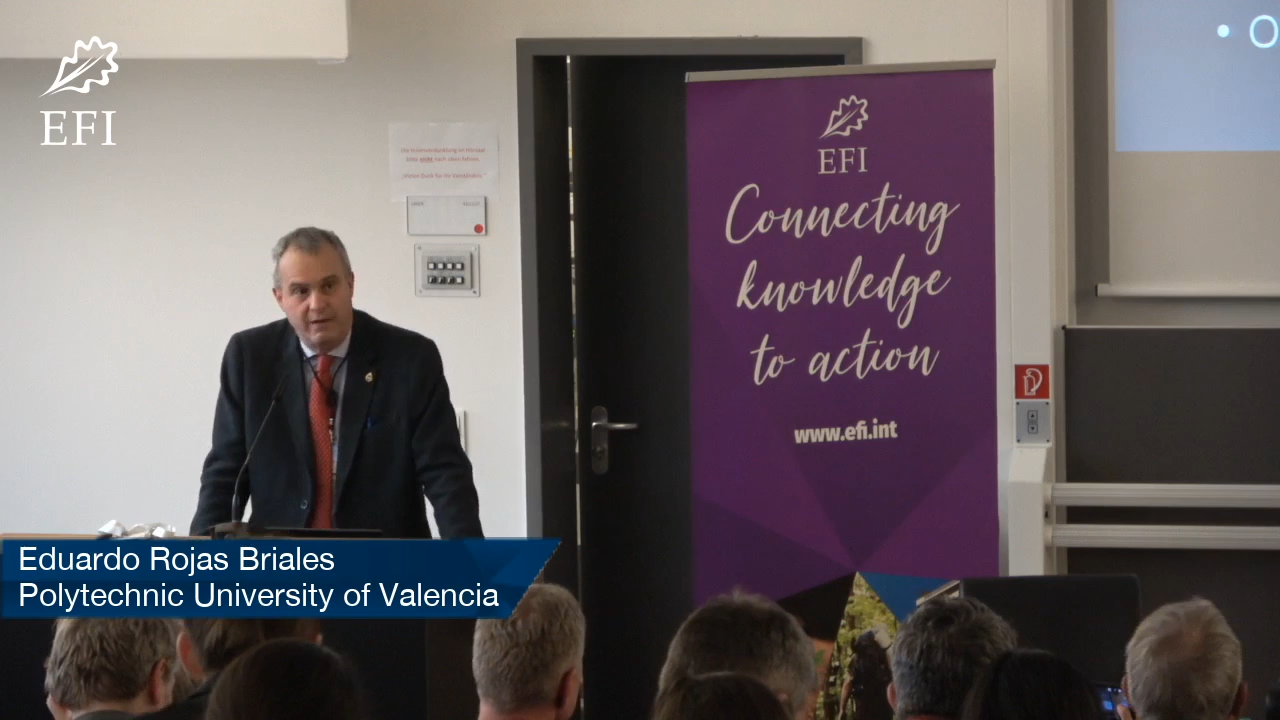 EFI
EFI
Connecting
knowledge
to action
www.efi.int
• O
Eduardo Rojas Briales
Polytechnic University of Valencia